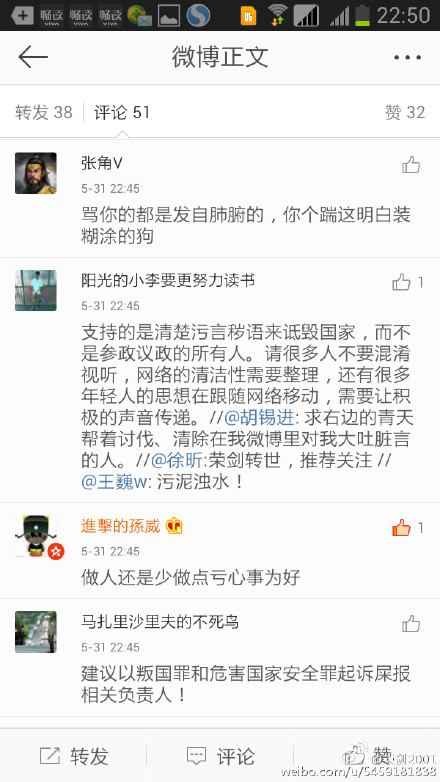 畅读 VIVA 畅读 VIVA 畅读 VIVA 22:50
微博正文
转发 38 评论 51 赞 32
张角V
5-31 22:45
骂你的都是发自肺腑的，你个踹这明白装
糊涂的狗
阳光的小李要更努力读书 1
5-31 22:45
支持的是清楚污言秽语来诋毁国家，而不
是参政议政的所有人。请很多人不要混淆
视听，网络的清洁性需要整理，还有很多
年轻人的思想在跟随网络移动，需要让积
极的声音传递。//@胡锡进: 求右边的青天
帮着讨伐、清除在我微博里对我大吐脏言
的人。//@徐昕:荣剑转世，推荐关注 //
@王巍w: 污泥浊水！
進擊的孫威 1
5-31 22:45
做人还是少做点亏心事为好
马扎里沙里夫的不死鸟
5-31 22:45
建议以叛国罪和危害国家安全罪起诉屎报
相关负责人！
转发 评论 赞
剑2001
weibo.com/u/5459181838